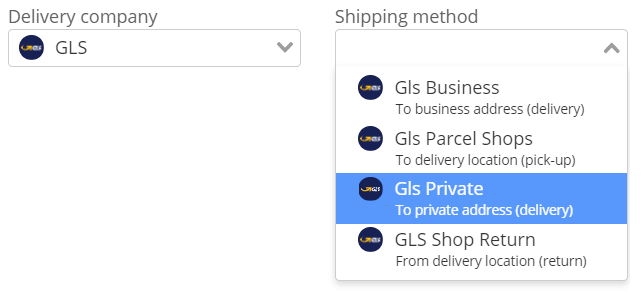 Delivery company
Shipping method
GLS
Gls Business
To business address (delivery)
Gls Parcel Shops
To delivery location (pick-up)
Gls Private
To private address (delivery)
GLS Shop Return
From delivery location (return)